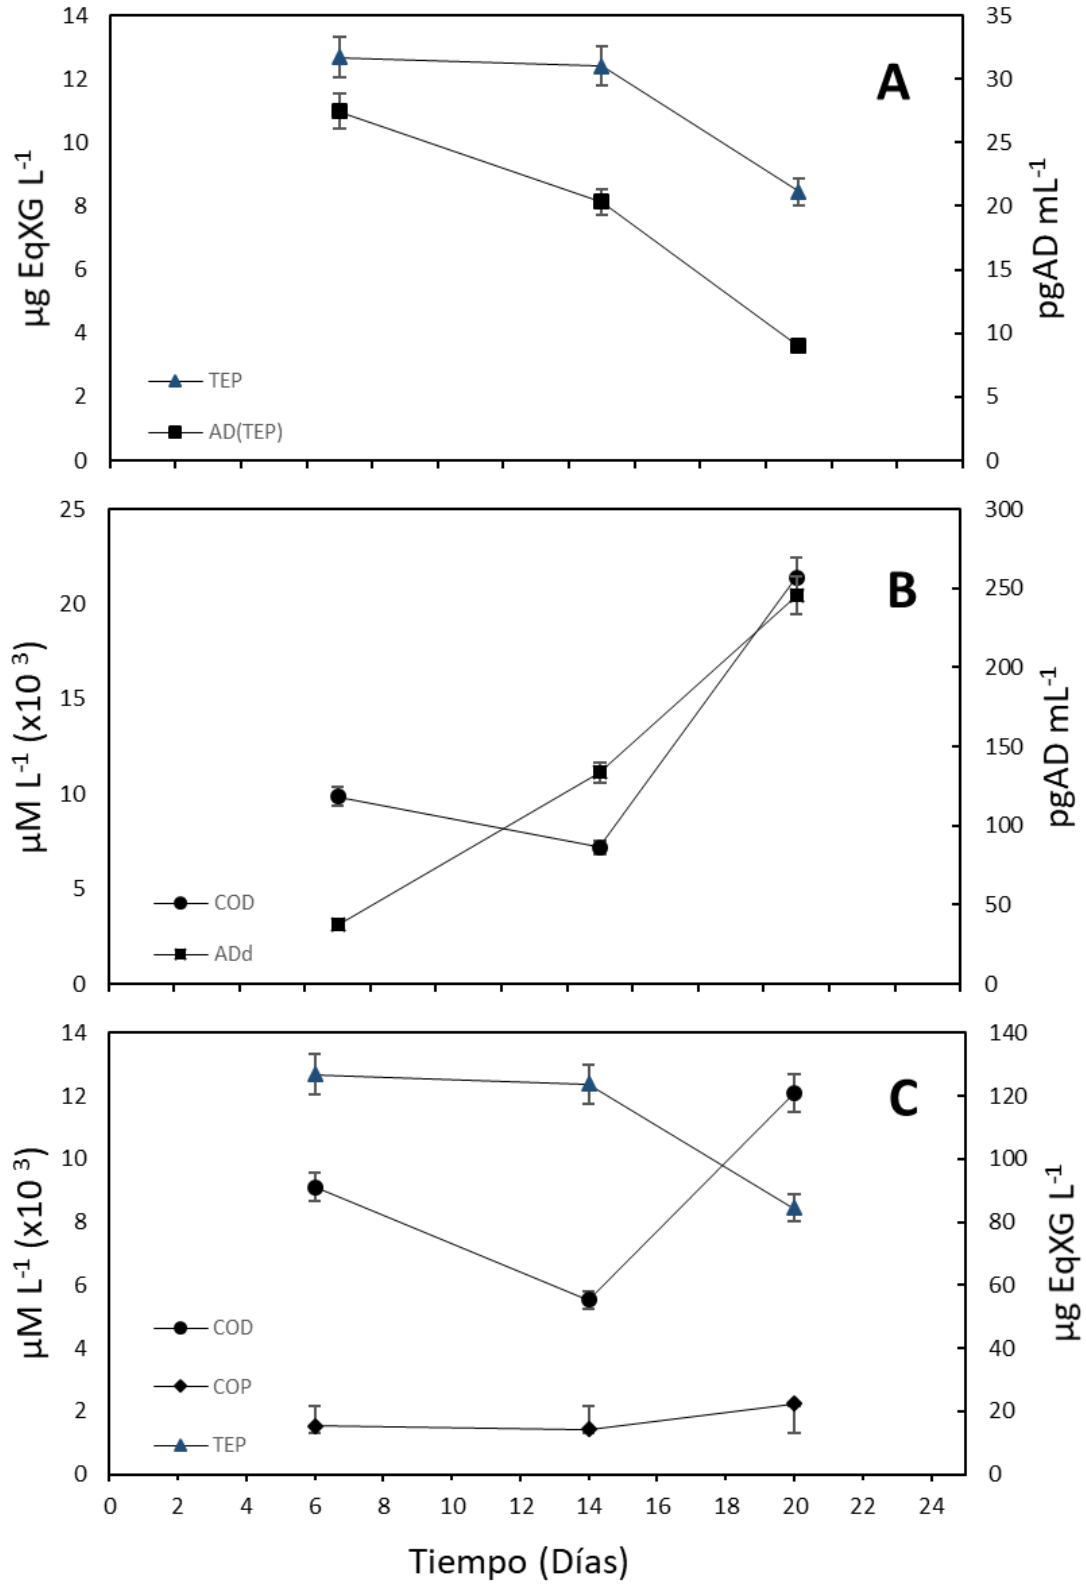 14
12
10
8
6
4
2
0
µg EqXG L⁻¹
35
30
25
20
15
10
5
0
pgAD mL⁻¹
A
TEP
AD(TEP)
25
20
15
10
5
0
µM L⁻¹ (x10 ³)
300
250
200
150
100
50
0
pgAD mL⁻¹
B
COD
ADd
14
12
10
8
6
4
2
0
µM L⁻¹ (x10 ³)
140
120
100
80
60
40
20
0
µg EqXG L⁻¹
C
COD
COP
TEP
0 2 4 6 8 10 12 14 16 18 20 22 24
Tiempo (Días)